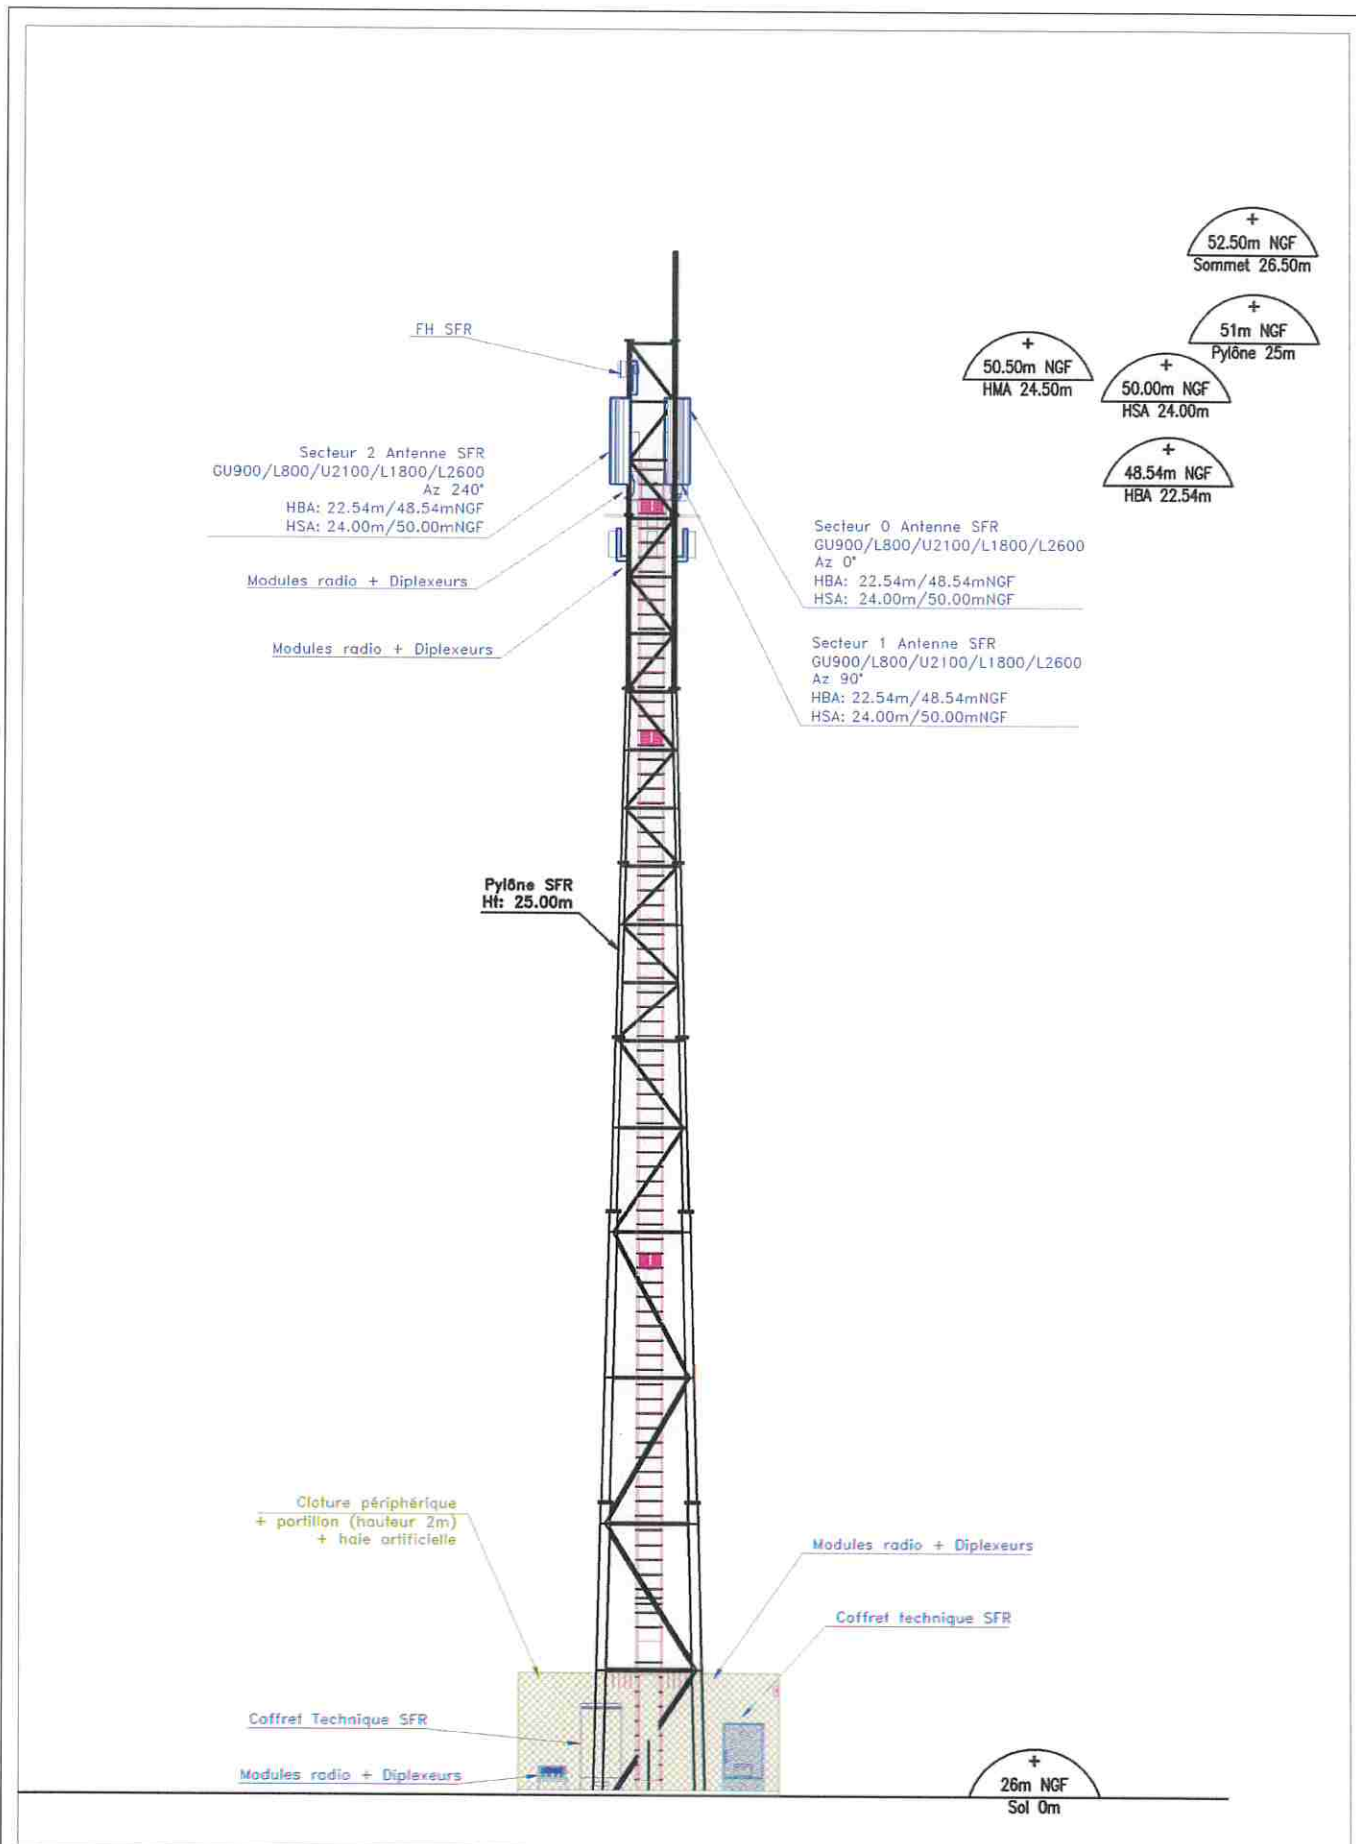 52.50m NGF
Sommet 26.50m
51m NGF
Pylône 25m
50.50m NGF
HMA 24.50m
50.00m NGF
HSA 24.00m
48.54m NGF
HBA 22.54m
FH SFR
Secteur 2 Antenne SFR
GU900/L800/U2100/L1800/L2600
Az 240°
HBA: 22.54m/48.54mNGF
HSA: 24.00m/50.00mNGF
Modules radio + Diplexeurs
Modules radio + Diplexeurs
Secteur 0 Antenne SFR
GU900/L800/U2100/L1800/L2600
Az 0°
HBA: 22.54m/48.54mNGF
HSA: 24.00m/50.00mNGF
Secteur 1 Antenne SFR
GU900/L800/U2100/L1800/L2600
Az 90°
HBA: 22.54m/48.54mNGF
HSA: 24.00m/50.00mNGF
Pylône SFR
Ht: 25.00m
Cloture périphérique
+ portillon (hauteur 2m)
+ haie artificielle
Modules radio + Diplexeurs
Coffret technique SFR
Coffret Technique SFR
Modules radio + Diplexeurs
26m NGF
Sol 0m